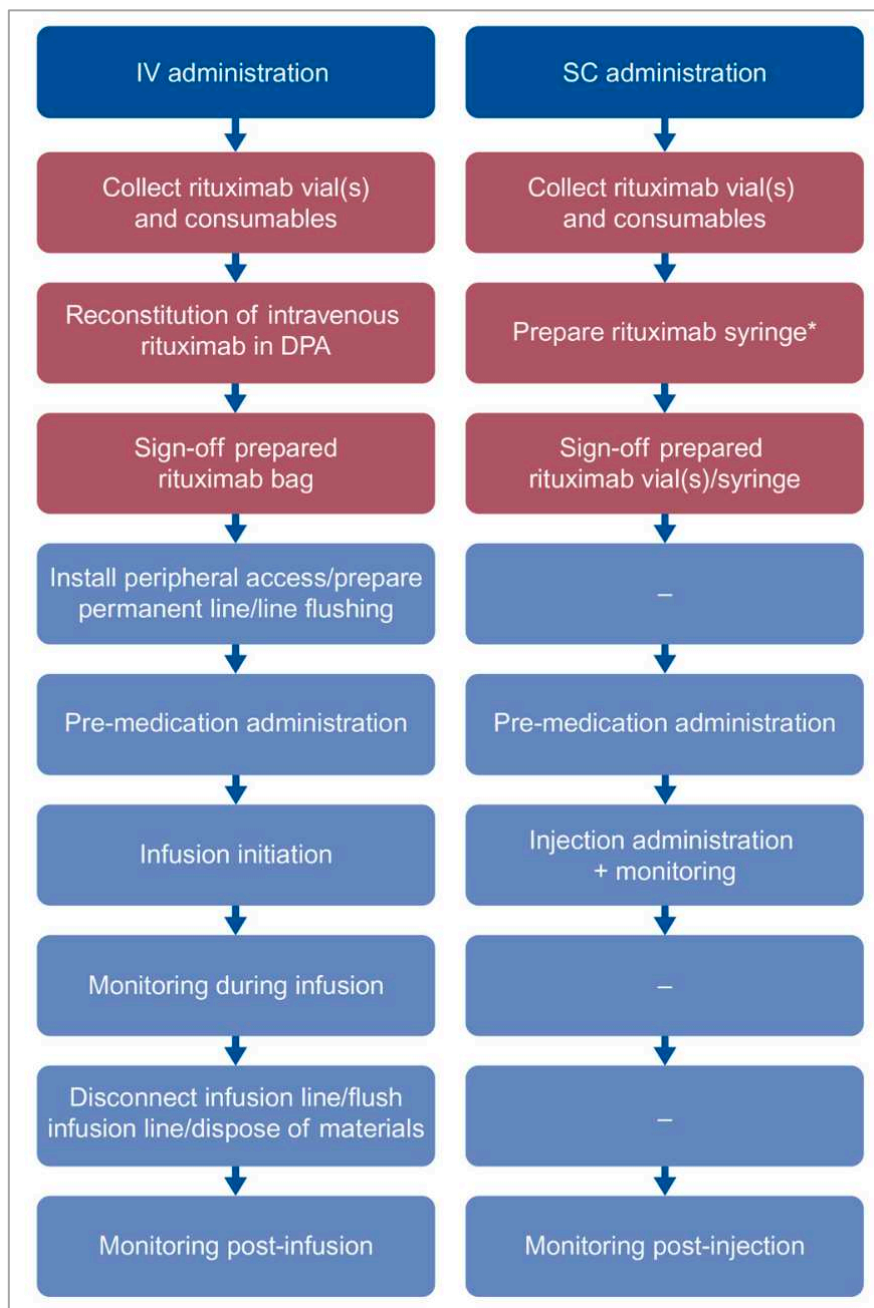 IV administration
SC administration
Collect rituximab vial(s)
and consumables
Collect rituximab vial(s)
and consumables
Reconstitution of intravenous
rituximab in DPA
Prepare rituximab syringe*
Sign-off prepared
rituximab bag
Sign-off prepared
rituximab vial(s)/syringe
Install peripheral access/prepare
permanent line/line flushing
–
Pre-medication administration
Pre-medication administration
Infusion initiation
Injection administration
+ monitoring
Monitoring during infusion
–
Disconnect infusion line/flush
infusion line/dispose of materials
–
Monitoring post-infusion
Monitoring post-injection